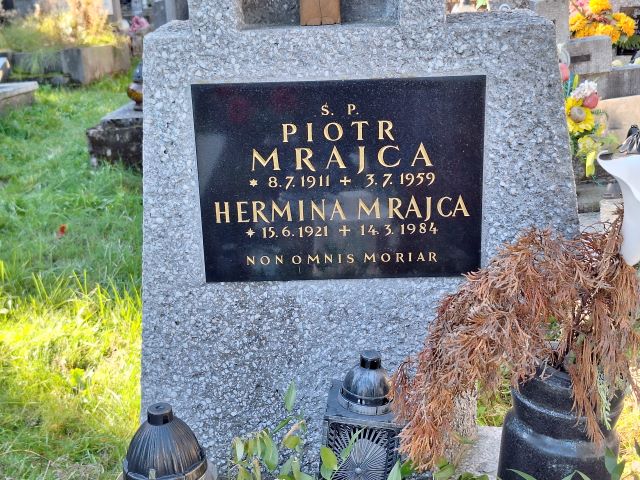 Ś. P.
PIOTR
MRAJCA
* 8.7.1911 + 3.7.1959
HERMINA MRAJCA
* 15.6.1921 + 14.3.1984
NON OMNIS MORIAR